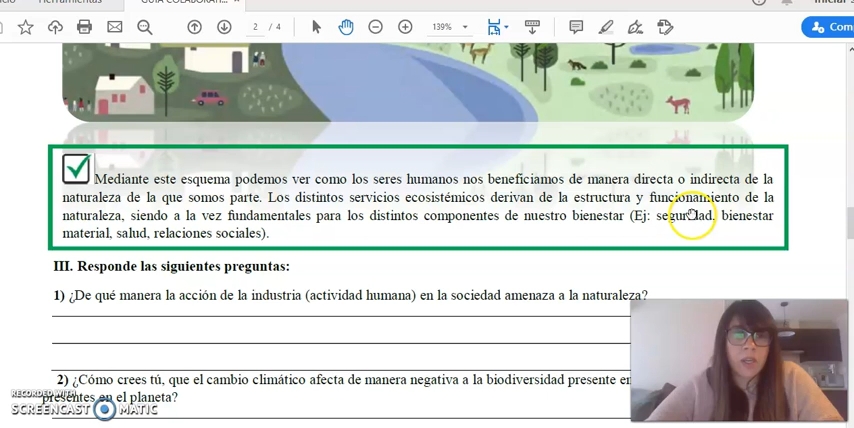 Herramientas
GUIA COLABORATI...
2 / 4
139%
Com
Mediante este esquema podemos ver como los seres humanos nos beneficiamos de manera directa o indirecta de la
naturaleza de la que somos parte. Los distintos servicios ecosistémicos derivan de la estructura y funcionamiento de la
naturaleza, siendo a la vez fundamentales para los distintos componentes de nuestro bienestar (Ej: seguridad, bienestar
material, salud, relaciones sociales).
III. Responde las siguientes preguntas:
1) ¿De qué manera la acción de la industria (actividad humana) en la sociedad amenaza a la naturaleza?
2) ¿Cómo crees tú, que el cambio climático afecta de manera negativa a la biodiversidad presente en
presentes en el planeta?
RECORDED WITH
SCREENCAST MATIC